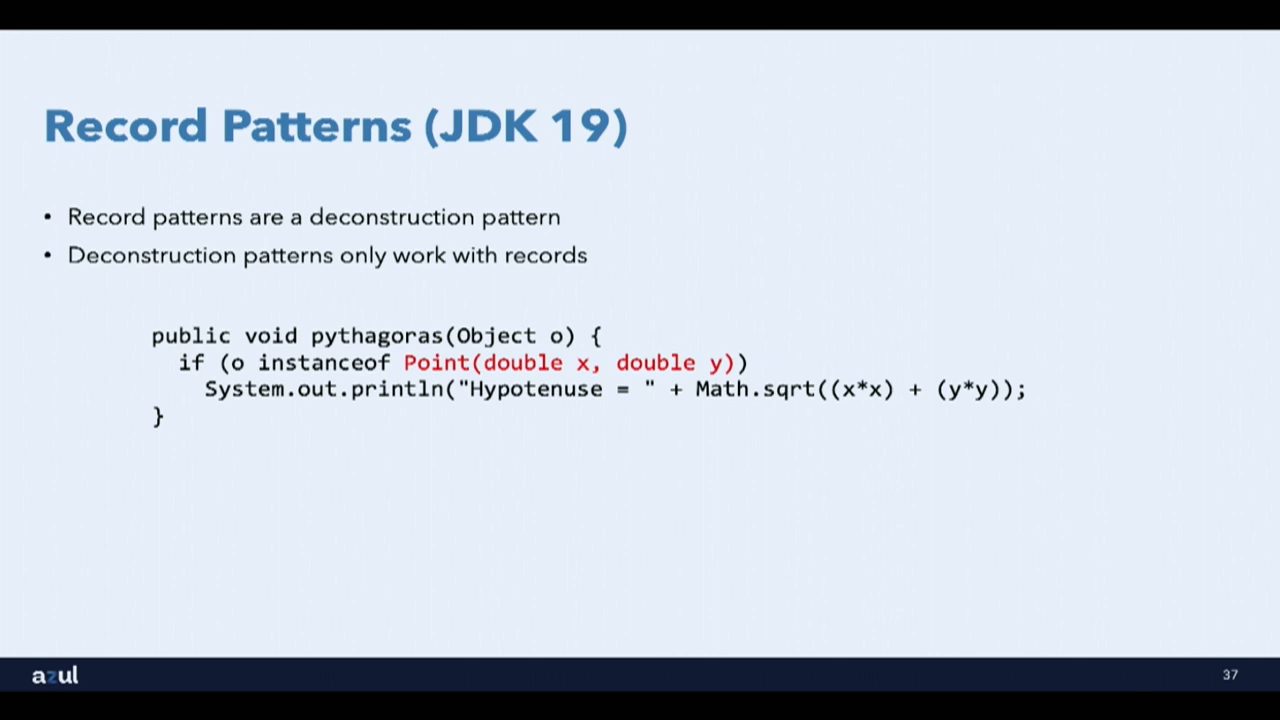 Record Patterns (JDK 19)
• Record patterns are a deconstruction pattern
• Deconstruction patterns only work with records
public void pythagoras(Object o) {
  if (o instanceof Point(double x, double y))
    System.out.println("Hypotenuse = " + Math.sqrt((x*x) + (y*y));
}
azul
37